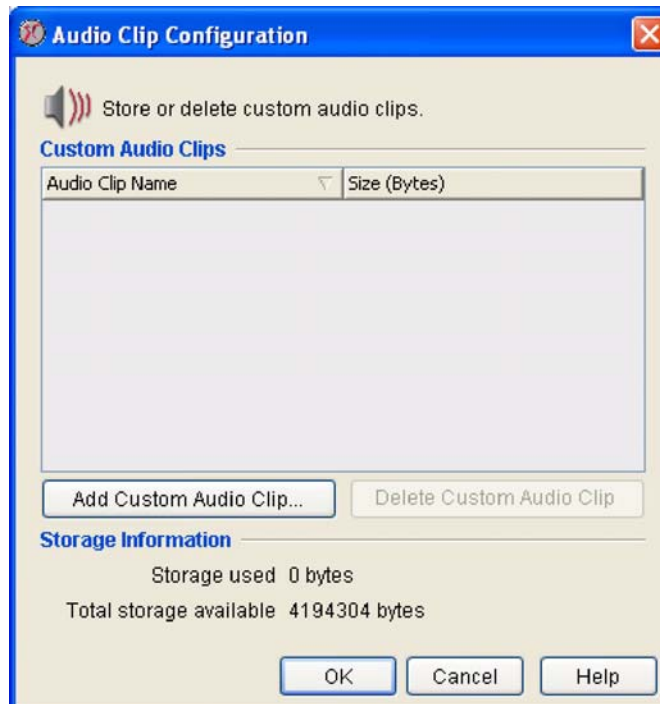 Audio Clip Configuration
Store or delete custom audio clips.
Custom Audio Clips
Audio Clip Name Size (Bytes)
Add Custom Audio Clip... Delete Custom Audio Clip
Storage Information
Storage used 0 bytes
Total storage available 4194304 bytes
OK Cancel Help